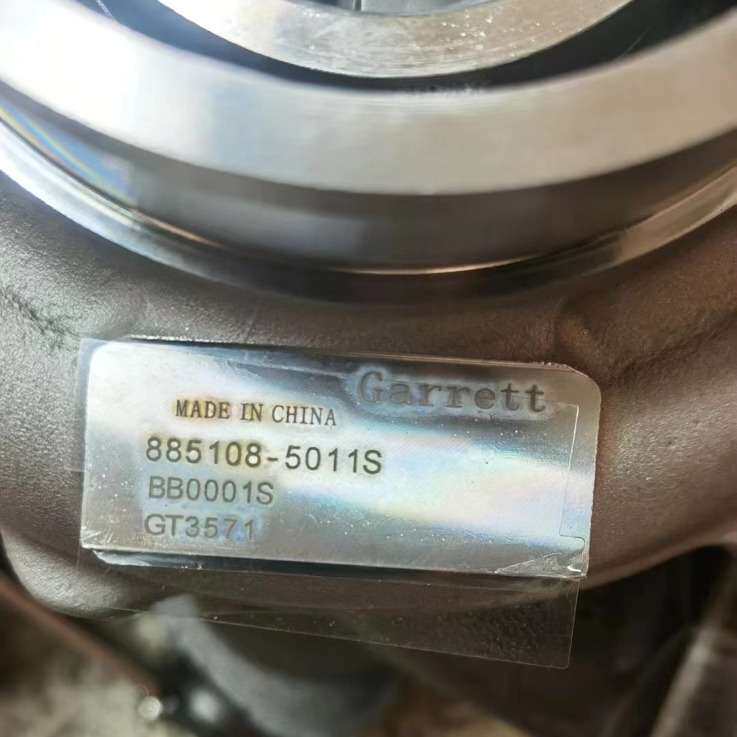 Garrett
MADE IN CHINA
885108-5011S
BB0001S
GT3571